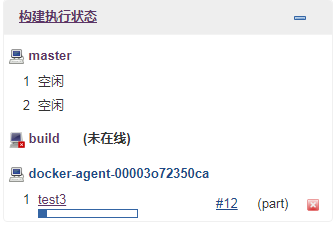 构建执行状态
master
1 空闲
2 空闲
build (未在线)
docker-agent-00003o72350ca
1 test3 #12 (part)